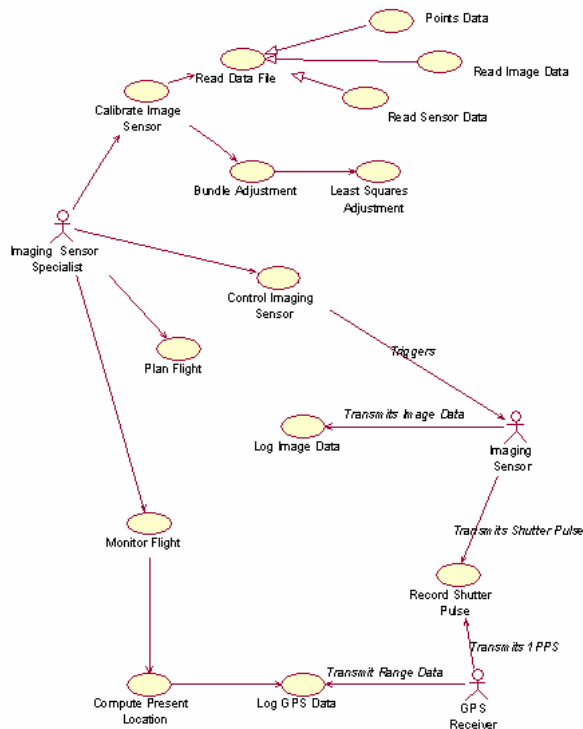 Points Data
Read Data File
Read Image Data
Calibrate Image
Sensor
Read Sensor Data
Bundle Adjustment
Least Squares
Adjustment
Imaging Sensor
Specialist
Control Imaging
Sensor
Triggers
Plan Flight
Transmits Image Data
Log Image Data
Imaging
Sensor
Monitor Flight
Transmits Shutter Pulse
Record Shutter
Pulse
Transmits 1 PPS
Transmit Range Data
Compute Present
Location
Log GPS Data
GPS
Receiver